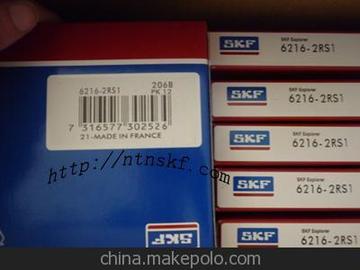 6216-2RS1
206B
PK 12
7 316577 302526
21-MADE IN FRANCE
SKF
SKF
SKF Explorer
6216-2RS1
SKF
SKF Explorer
6216-2RS1
SKF
SKF Explorer
6216-2RS1
SKF
SKF Explorer
6216-2RS1
SKF
SKF Explorer
6216-2RS1
http://ntnskf.com
china.makepolo.com